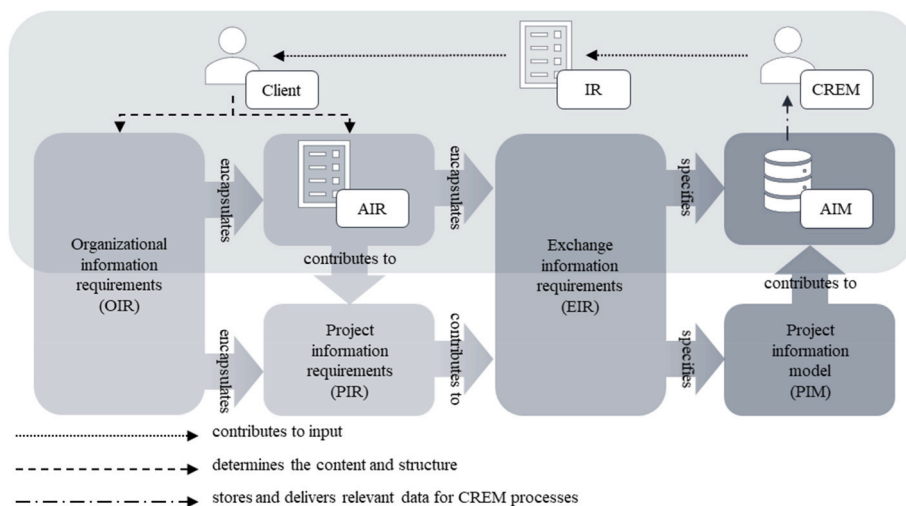 Client
IR
CREM
encapsulates
AIR
encapsulates
specifies
AIM
Organizational
information
requirements
(OIR)
contributes to
Exchange
information
requirements
(EIR)
contributes to
encapsulates
Project
information
requirements
(PIR)
contributes to
specifies
Project
information
model
(PIM)
contributes to input
determines the content and structure
stores and delivers relevant data for CREM processes